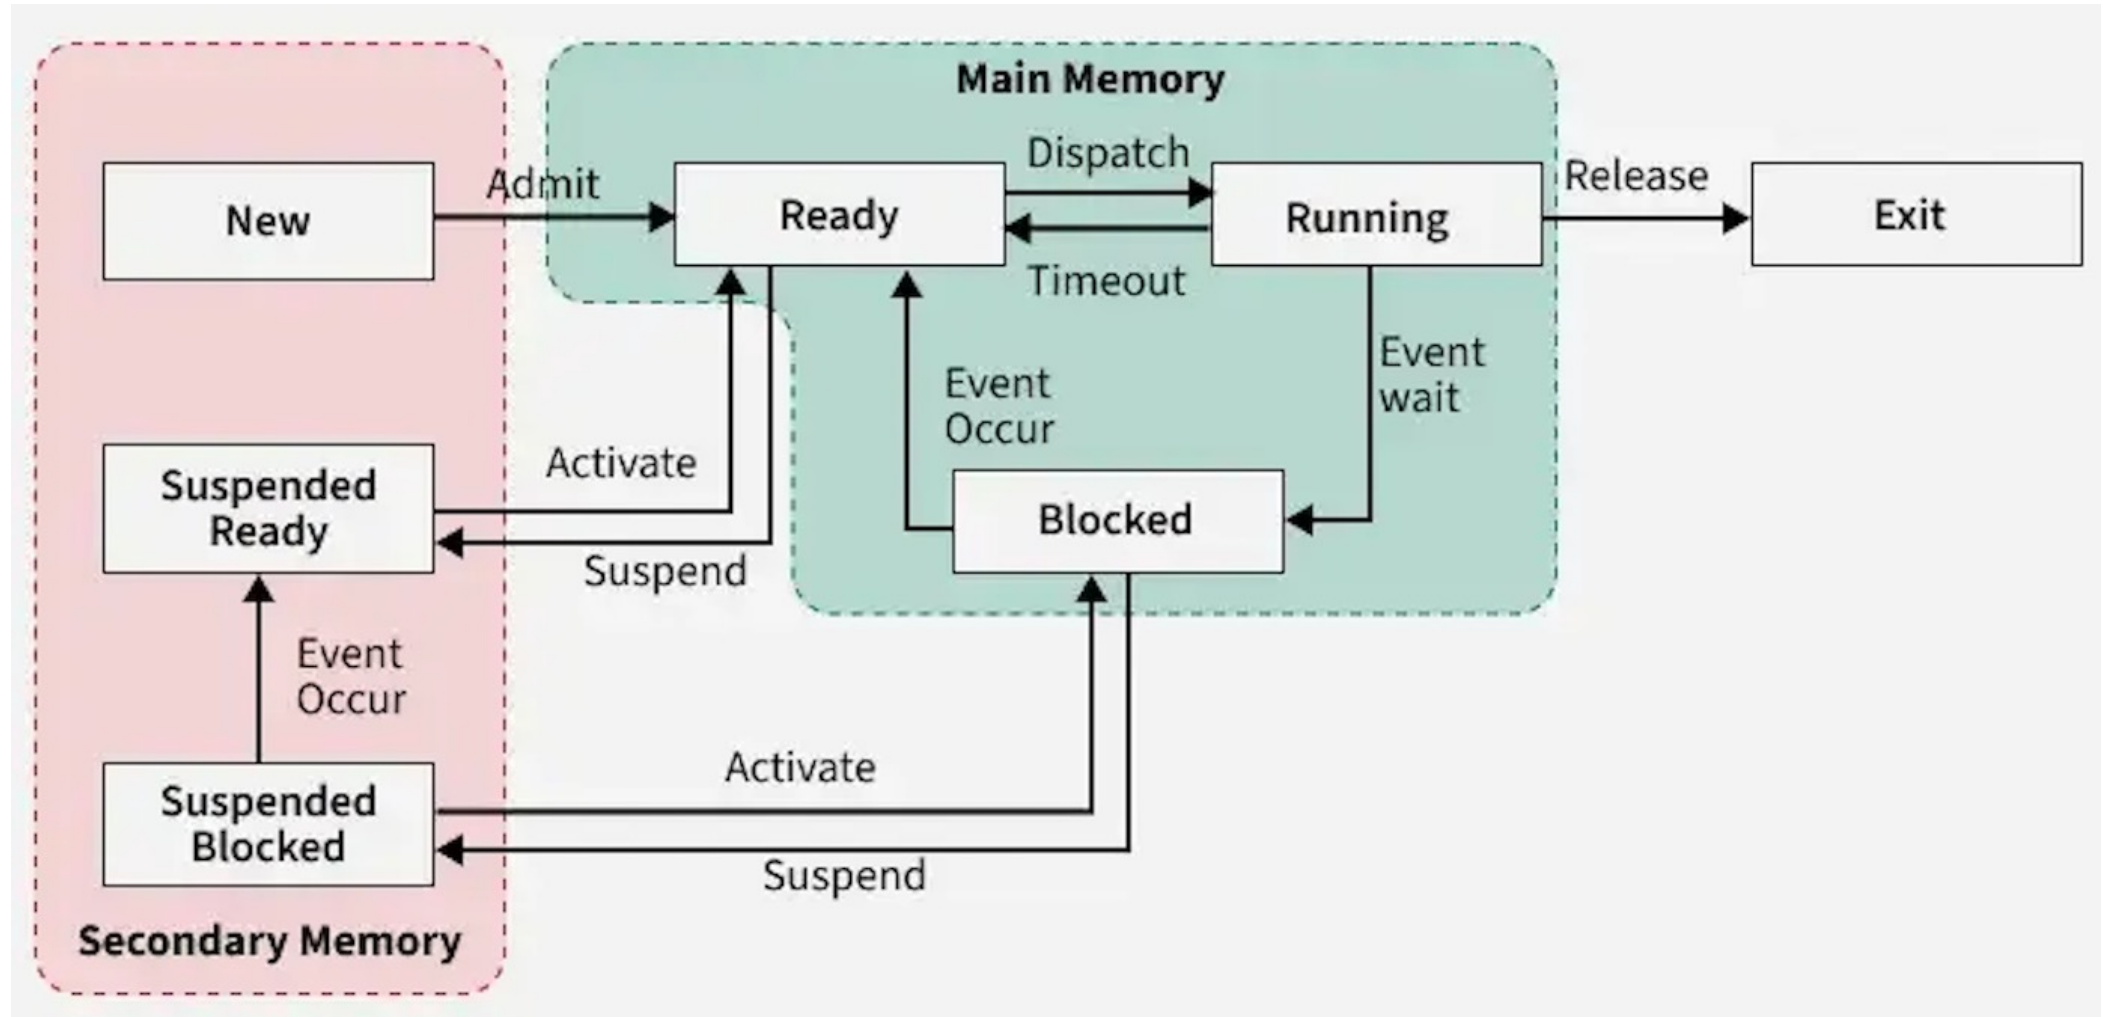 Main Memory
New
Admit
Ready
Dispatch
Timeout
Running
Release
Exit
Event
wait
Event
Occur
Blocked
Activate
Suspend
Suspended
Ready
Event
Occur
Suspended
Blocked
Activate
Suspend
Secondary Memory